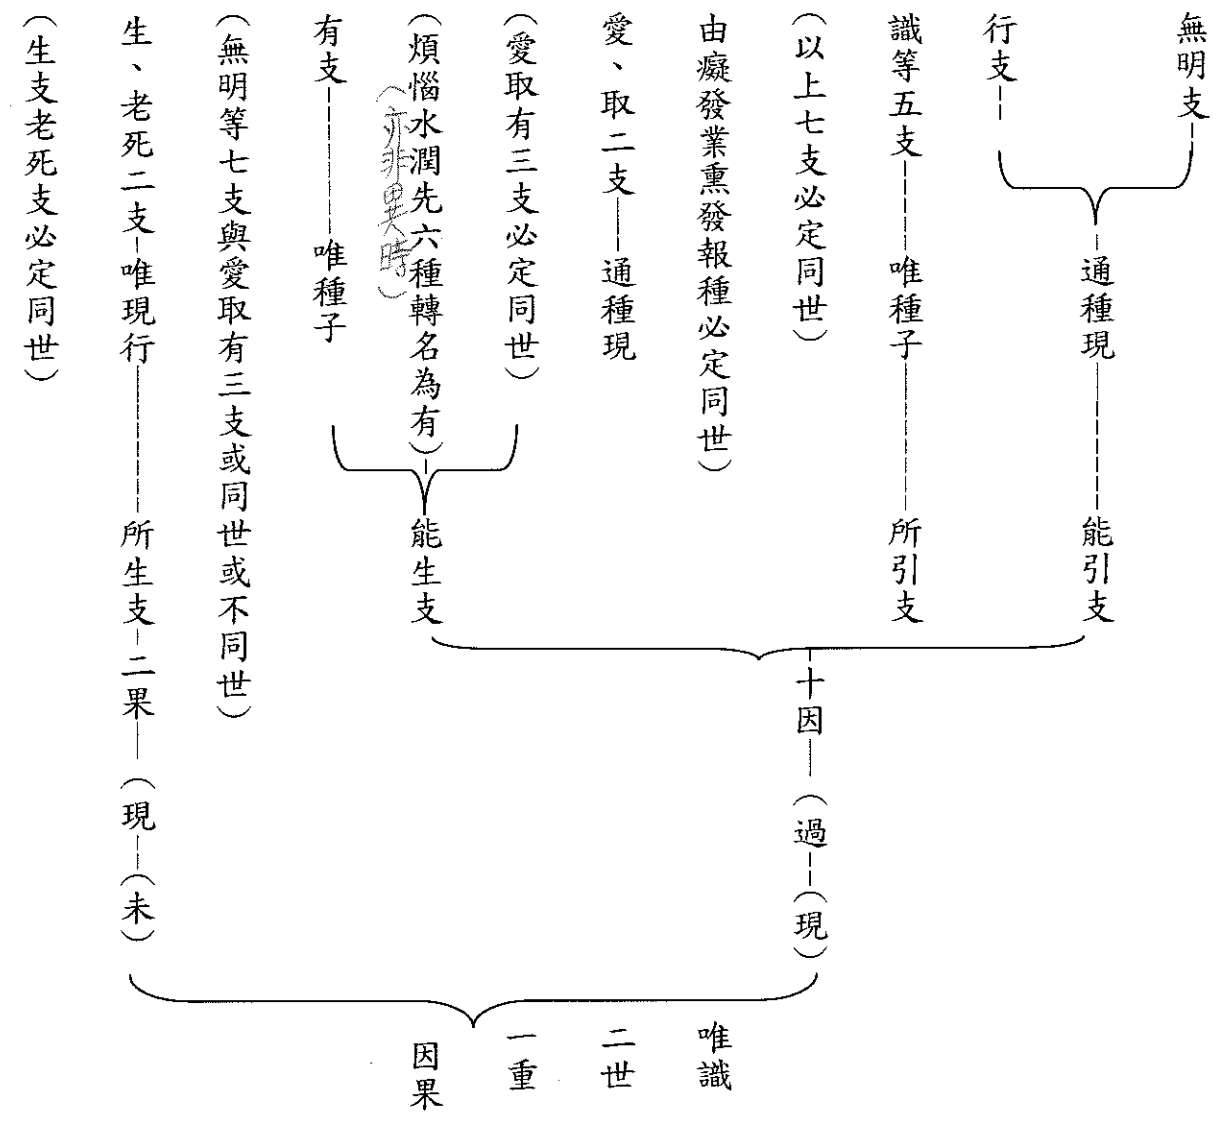 無明支 通種現 能引支
行支
識等五支 唯種子 所引支
(以上七支必定同世)
由癡發業熏發報種必定同世)
愛、取二支 通種現
(愛取有三支必定同世)
(煩惱水潤先六種轉名為有) 能生支
(亦非異時)
有支 唯種子
(無明等七支與愛取有三支或同世或不同世)
生、老死二支 唯現行 所生支 二果 (現 (未)
(生支老死支必定同世)
十因 (過 (現)
唯識
二世
一重
因果